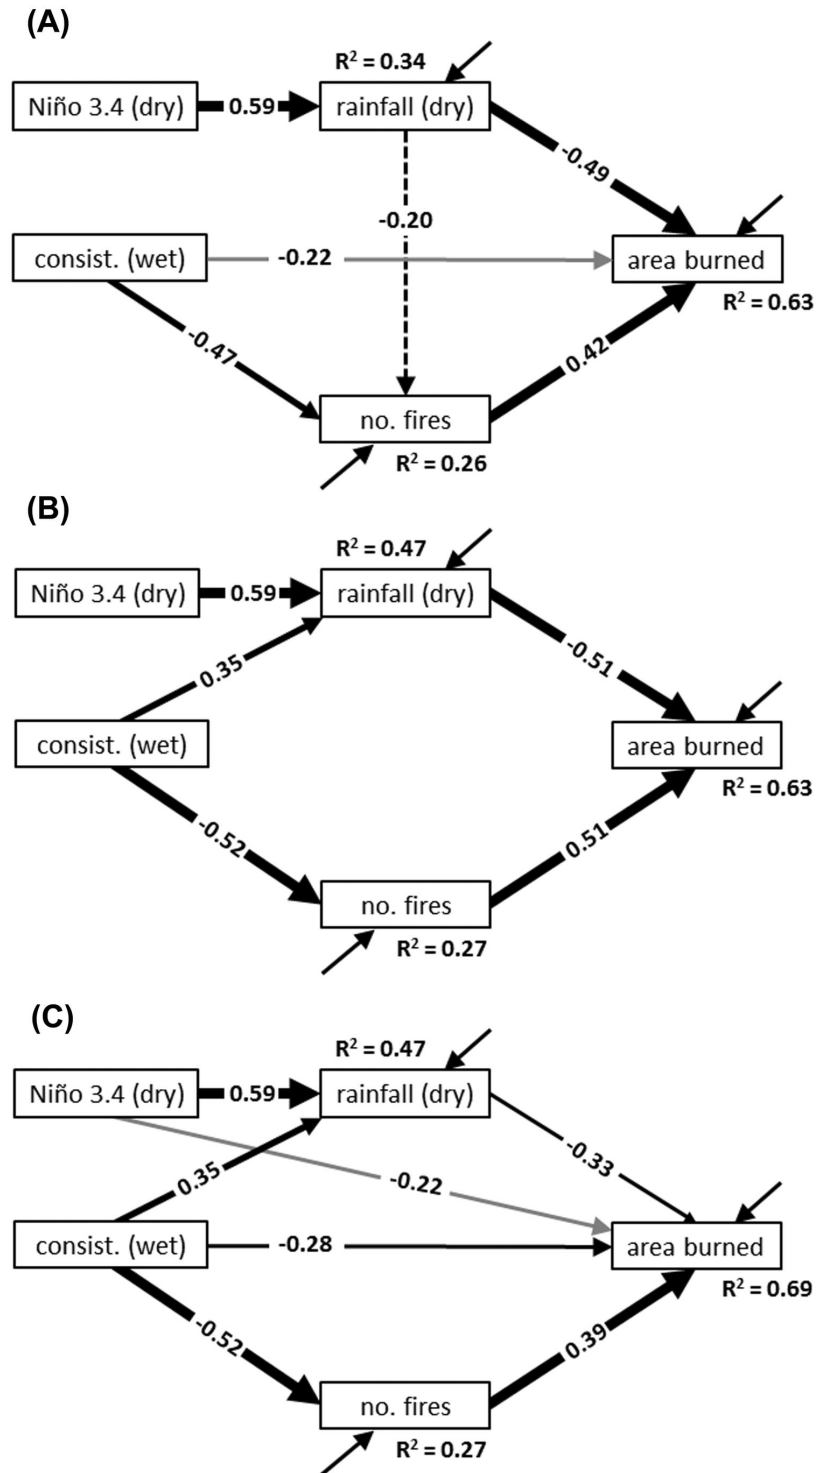 (A)
R² = 0.34
Niño 3.4 (dry) 0.59 rainfall (dry)
-0.49
-0.20
consist. (wet) -0.22 area burned
R² = 0.63
-0.47 0.42
no. fires
R² = 0.26
(B)
R² = 0.47
Niño 3.4 (dry) 0.59 rainfall (dry)
0.35 -0.51
consist. (wet) area burned
R² = 0.63
-0.52 0.51
no. fires
R² = 0.27
(C)
R² = 0.47
Niño 3.4 (dry) 0.59 rainfall (dry)
-0.33
0.35 -0.22
consist. (wet) -0.28 area burned
R² = 0.69
-0.52 0.39
no. fires
R² = 0.27